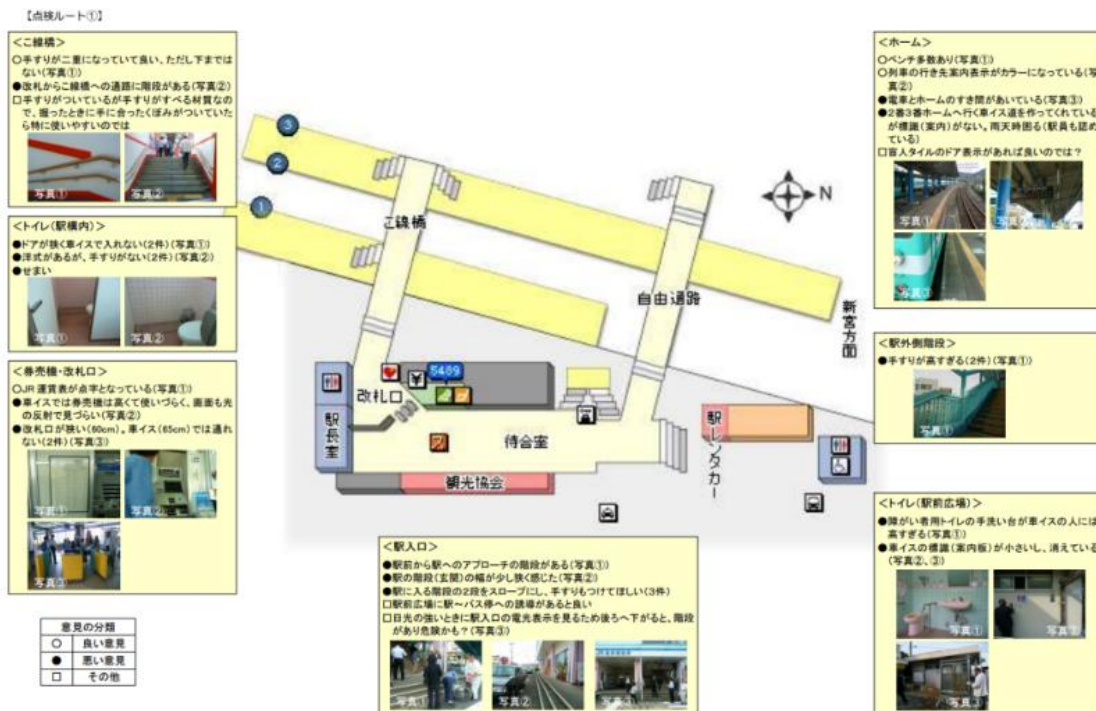 【点検ルート①】
＜こ線橋＞
○手すりが二重になっていて良い、ただし下までは
ない（写真①）
●改札からこ線橋への通路に階段がある（写真②）
□手すりがついているが手すりがすべる材質なの
で、握ったときに手に合ったくぼみがついていた
ら特に使いやすいのでは
写真①
写真②
＜トイレ（駅構内）＞
●ドアが狭く車イスで入れない（2件）（写真①）
●洋式があるが、手すりがない（2件）（写真②）
●せまい
写真①
写真②
＜券売機・改札口＞
○JR運賃表が点字となっている（写真①）
●車イスでは券売機は高くて使いづらく、画面も光
の反射で見づらい（写真②）
●改札口が狭い（60cm）。車イス（65cm）では通れ
ない（2件）（写真③）
写真①
写真②
写真③
意見の分類
○ 良い意見
● 悪い意見
□ その他
3
2
1
こ線橋
自由通路
N
新宮方面
5489
改札口
駅長室
待合室
観光協会
駅レンタカー
＜駅入口＞
●駅前から駅へのアプローチの階段がある（写真①）
●駅の階段（玄関）の幅が少し狭く感じた（写真②）
●駅に入る階段の2段をスロープにし、手すりもつけてほしい（3件）
□駅前広場に駅～バス停への誘導があると良い
□日光の強いときに駅入口の電光表示を見るため後ろへ下がると、階段
があり危険かも？（写真③）
写真①
写真②
写真③
＜ホーム＞
○ベンチ多数あり（写真①）
○列車の行き先案内表示がカラーになっている（写
真②）
●電車とホームのすき間があいている（写真③）
●2番3番ホームへ行く車イス道を作ってくれている
が標識（案内）がない。雨天時困る（駅員も認め
ている）
□盲人タイルのドア表示があれば良いのでは？
写真①
写真②
写真③
＜駅外側階段＞
●手すりが高すぎる（2件）（写真①）
写真①
＜トイレ（駅前広場）＞
●障がい者用トイレの手洗い台が車イスの人には
高すぎる（写真①）
●車イスの標識（案内板）が小さいし、消えている
（写真②、③）
写真①
写真③